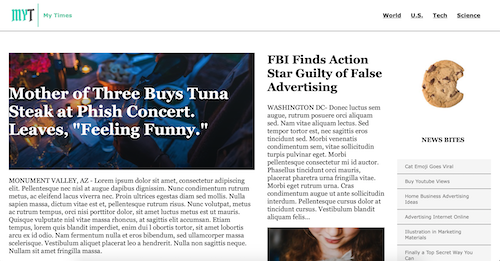 MYT
My Times
World U.S. Tech Science
Mother of Three Buys Tuna
Steak at Phish Concert.
Leaves, "Feeling Funny."
MONUMENT VALLEY, AZ - Lorem ipsum dolor sit amet, consectetur adipiscing
elit. Pellentesque nec nisl at augue dapibus dignissim. Nunc condimentum rutrum
metus, ac eleifend lacus viverra nec. Proin ultrices egestas diam sed mollis. Nulla
sapien massa, dictum vitae purus est et, pellentesque rutrum risus. Nunc volutpat metus
ac rutrum tempus, orci nisi porttitor dolor, sit amet luctus metus est ut mauris.
Quisque vulputate nisl vitae massa rhoncus, at sagittis elit accumsan. Etiam
tempus, lorem quis blandit imperdiet, enim dui l obortis tortor, sit amet lobortis
arcu ex id odio. Nam fermentum nulla et eros bibendum, sed ullamcorper massa
scelerisque. Vestibulum aliquet placerat leo a hendrerit. Nulla non sagittis neque.
Nullam sit amet fringilla massa.
FBI Finds Action
Star Guilty of False
Advertising
WASHINGTON DC- Donec luctus sem
augue, rutrum posuere orci aliquam
sed. Nam vitae aliquam lectus. Sed
tempor tortor est, nec sagittis eros
tincidunt sed. Morbi venenatis
condimentum sem, vitae sollicitudin
turpis pulvinar eget. Morbi
pellentesque consectetur mi id auctor.
Phasellus tincidunt orci mauris,
placerat pharetra urna fringilla vitae.
Morbi eget rutrum urna. Cras
condimentum augue ut ante sollicitudin
interdum. Pellentesque cursus dolor at
tincidunt cursus. Vestibulum blandit
aliquam felis...
NEWS BITES
Cat Emoji Goes Viral
Buy Youtube Views
Home Business Advertising
Ideas
Advertising Internet Online
Illustration in Marketing
Materials
Finally a Top Secret Way You
Can